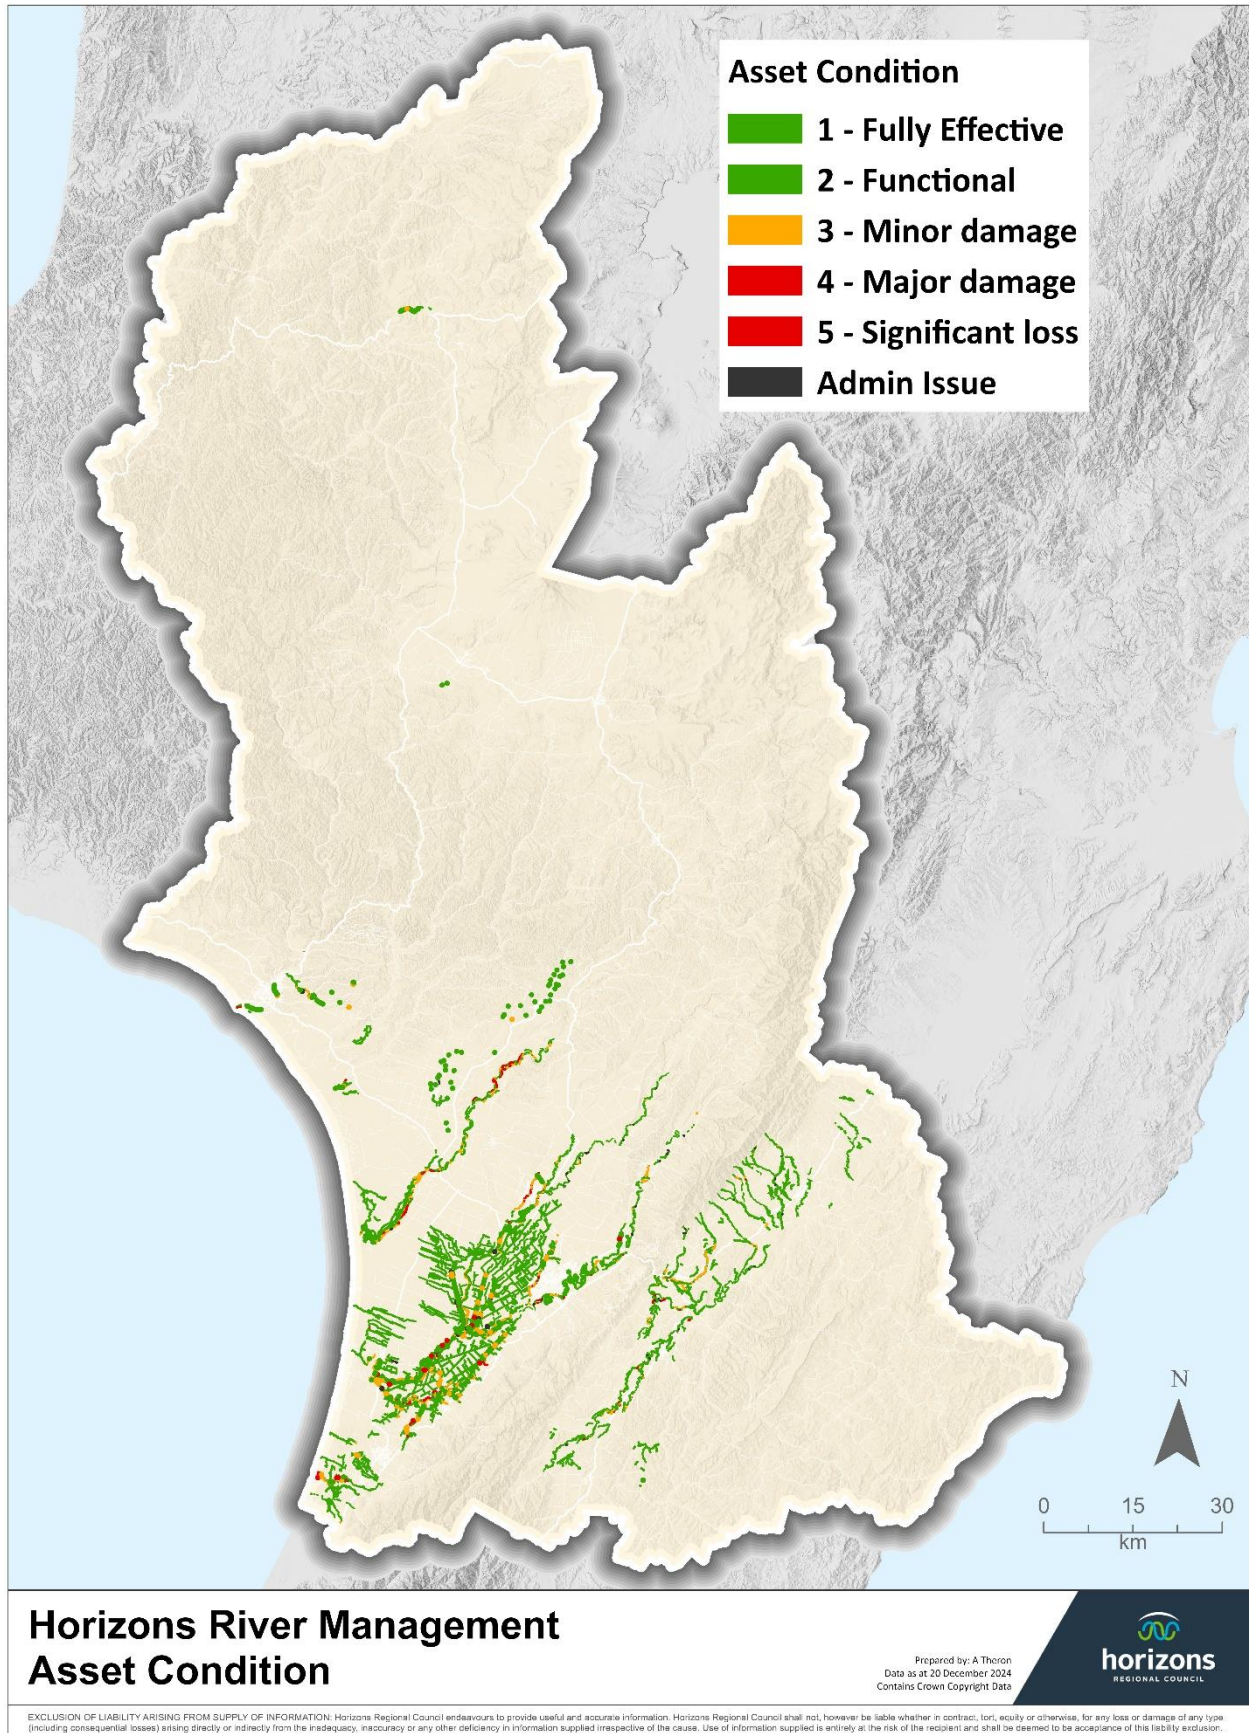 Asset Condition
1 - Fully Effective
2 - Functional
3 - Minor damage
4 - Major damage
5 - Significant loss
Admin Issue
N
0 15 30
km
Horizons River Management
Asset Condition
Prepared by: A Theron
Data as at 20 December 2024
Contains Crown Copyright Data
horizons
REGIONAL COUNCIL
EXCLUSION OF LIABILITY ARISING FROM SUPPLY OF INFORMATION: Horizons Regional Council endeavours to provide useful and accurate information. Horizons Regional Council shall not, however be liable whether in contract, tort, equity or otherwise, for any loss or damage of any type
(including consequential losses) arising directly or indirectly from the inadequacy, inaccuracy or any other deficiency in information supplied irrespective of the cause. Use of information supplied is entirely at the risk of the recipient and shall be deemed to be acceptance of this liability exclusion.